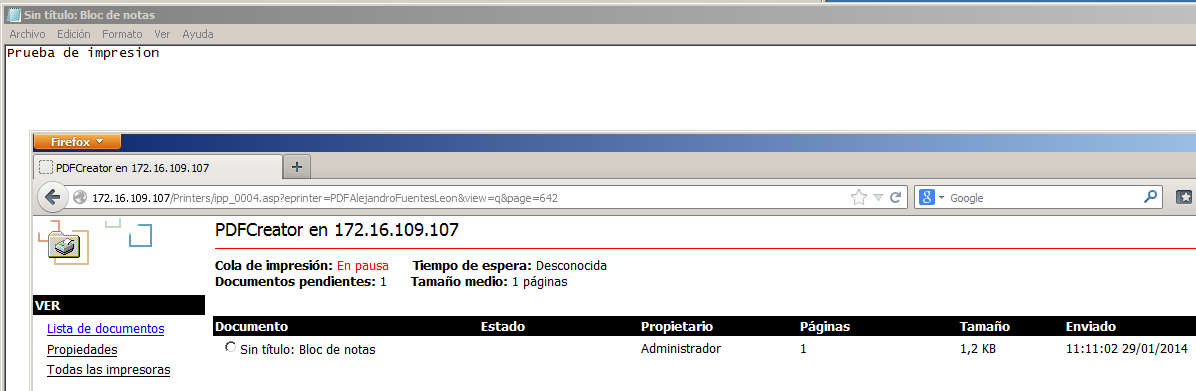 Sin título: Bloc de notas
Archivo Edición Formato Ver Ayuda
Prueba de impresion
Firefox
PDFCreator en 172.16.109.107
172.16.109.107/Printers/ipp_0004.asp?eprinter=PDFAlejandroFuentesLeon&view=q&page=642
Google
PDFCreator en 172.16.109.107
Cola de impresión: En pausa Tiempo de espera: Desconocida
Documentos pendientes: 1 Tamaño medio: 1 páginas
VER
Lista de documentos
Propiedades
Todas las impresoras
Documento Estado Propietario Páginas Tamaño Enviado
Sin título: Bloc de notas Administrador 1 1,2 KB 11:11:02 29/01/2014